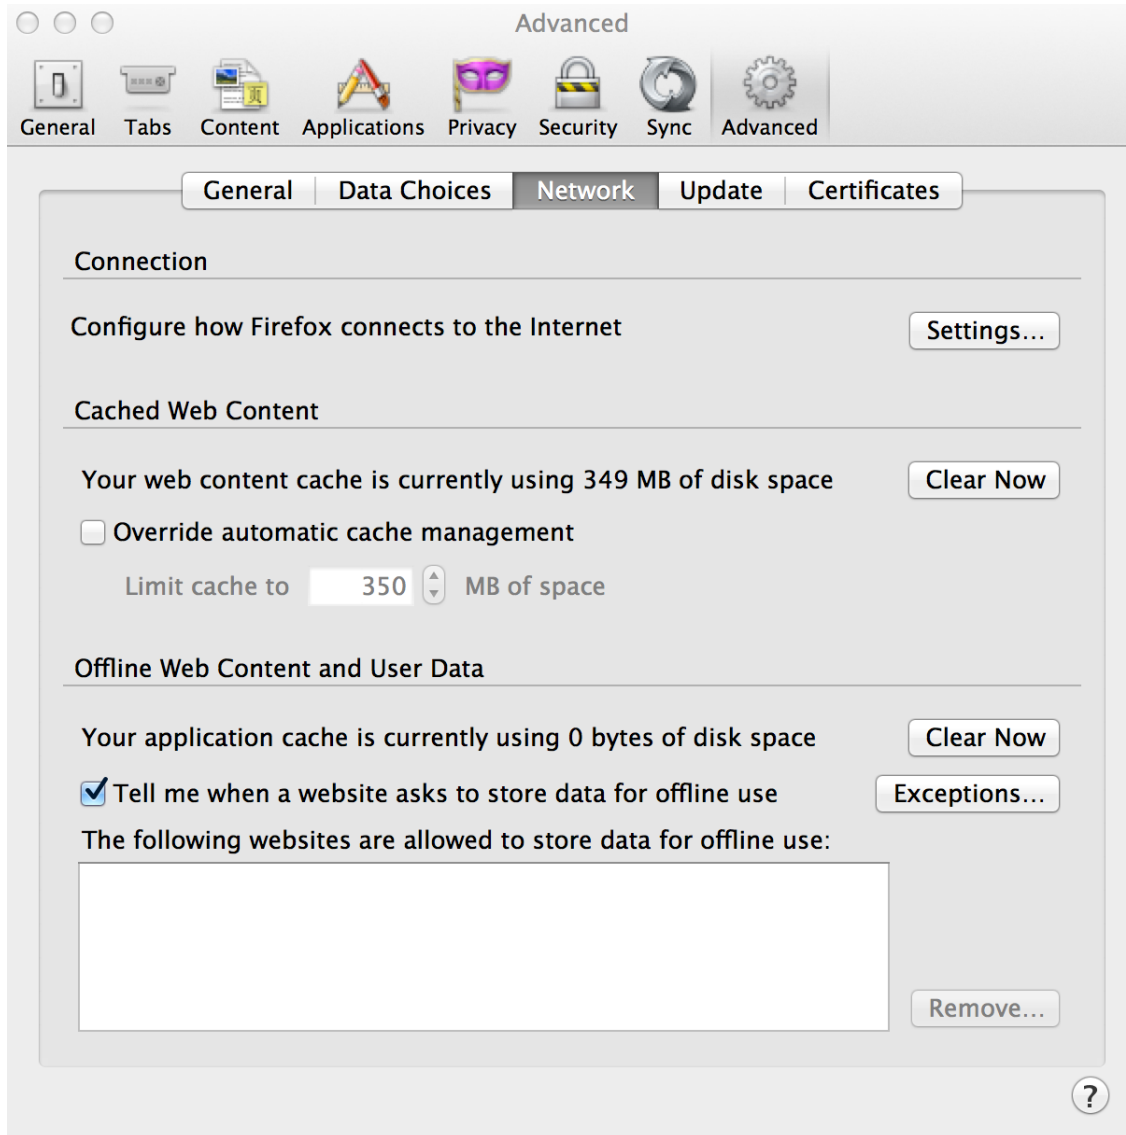 Advanced
General Tabs Content Applications Privacy Security Sync Advanced
页
General Data Choices Network Update Certificates
Connection
Configure how Firefox connects to the Internet Settings...
Cached Web Content
Your web content cache is currently using 349 MB of disk space Clear Now
Override automatic cache management
Limit cache to 350 MB of space
Offline Web Content and User Data
Your application cache is currently using 0 bytes of disk space Clear Now
Tell me when a website asks to store data for offline use Exceptions...
The following websites are allowed to store data for offline use:
Remove...
?